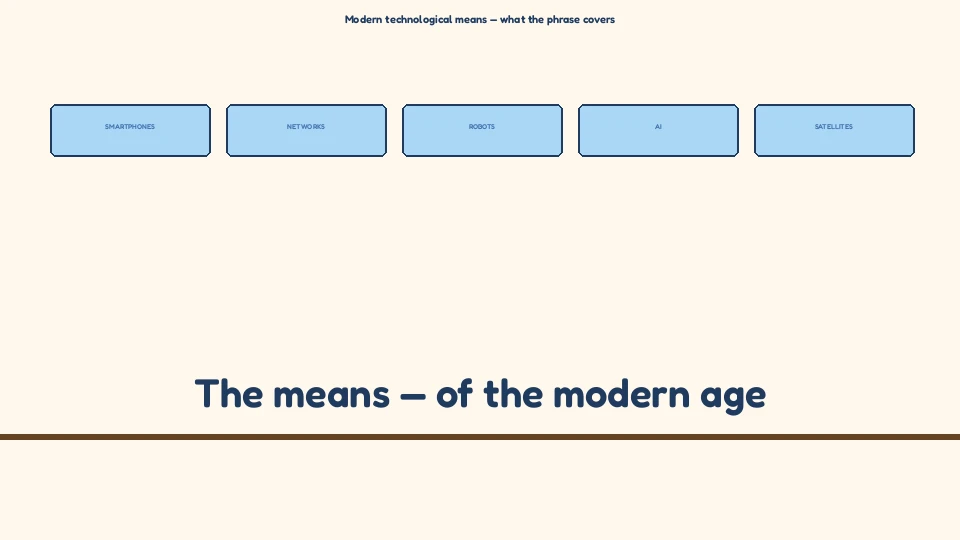 Modern technological means — what the phrase covers
SMARTPHONES
NETWORKS
ROBOTS
AI
SATELLITES
The means — of the modern age